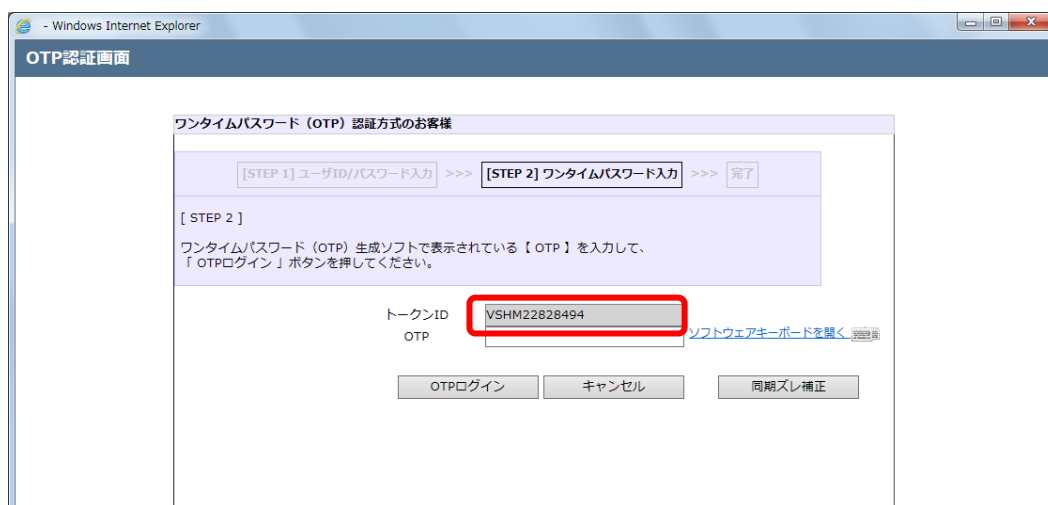 - Windows Internet Explorer
OTP認証画面
ワンタイムパスワード（OTP）認証方式のお客様
[STEP 1] ユーザID/パスワード入力 >>> [STEP 2] ワンタイムパスワード入力 >>> 完了
[ STEP 2 ]
ワンタイムパスワード（OTP）生成ソフトで表示されている【 OTP 】を入力して、
「 OTPログイン 」ボタンを押してください。
トークンID VSHM22828494
OTP ソフトウェアキーボードを開く
OTPログイン キャンセル 同期ズレ補正